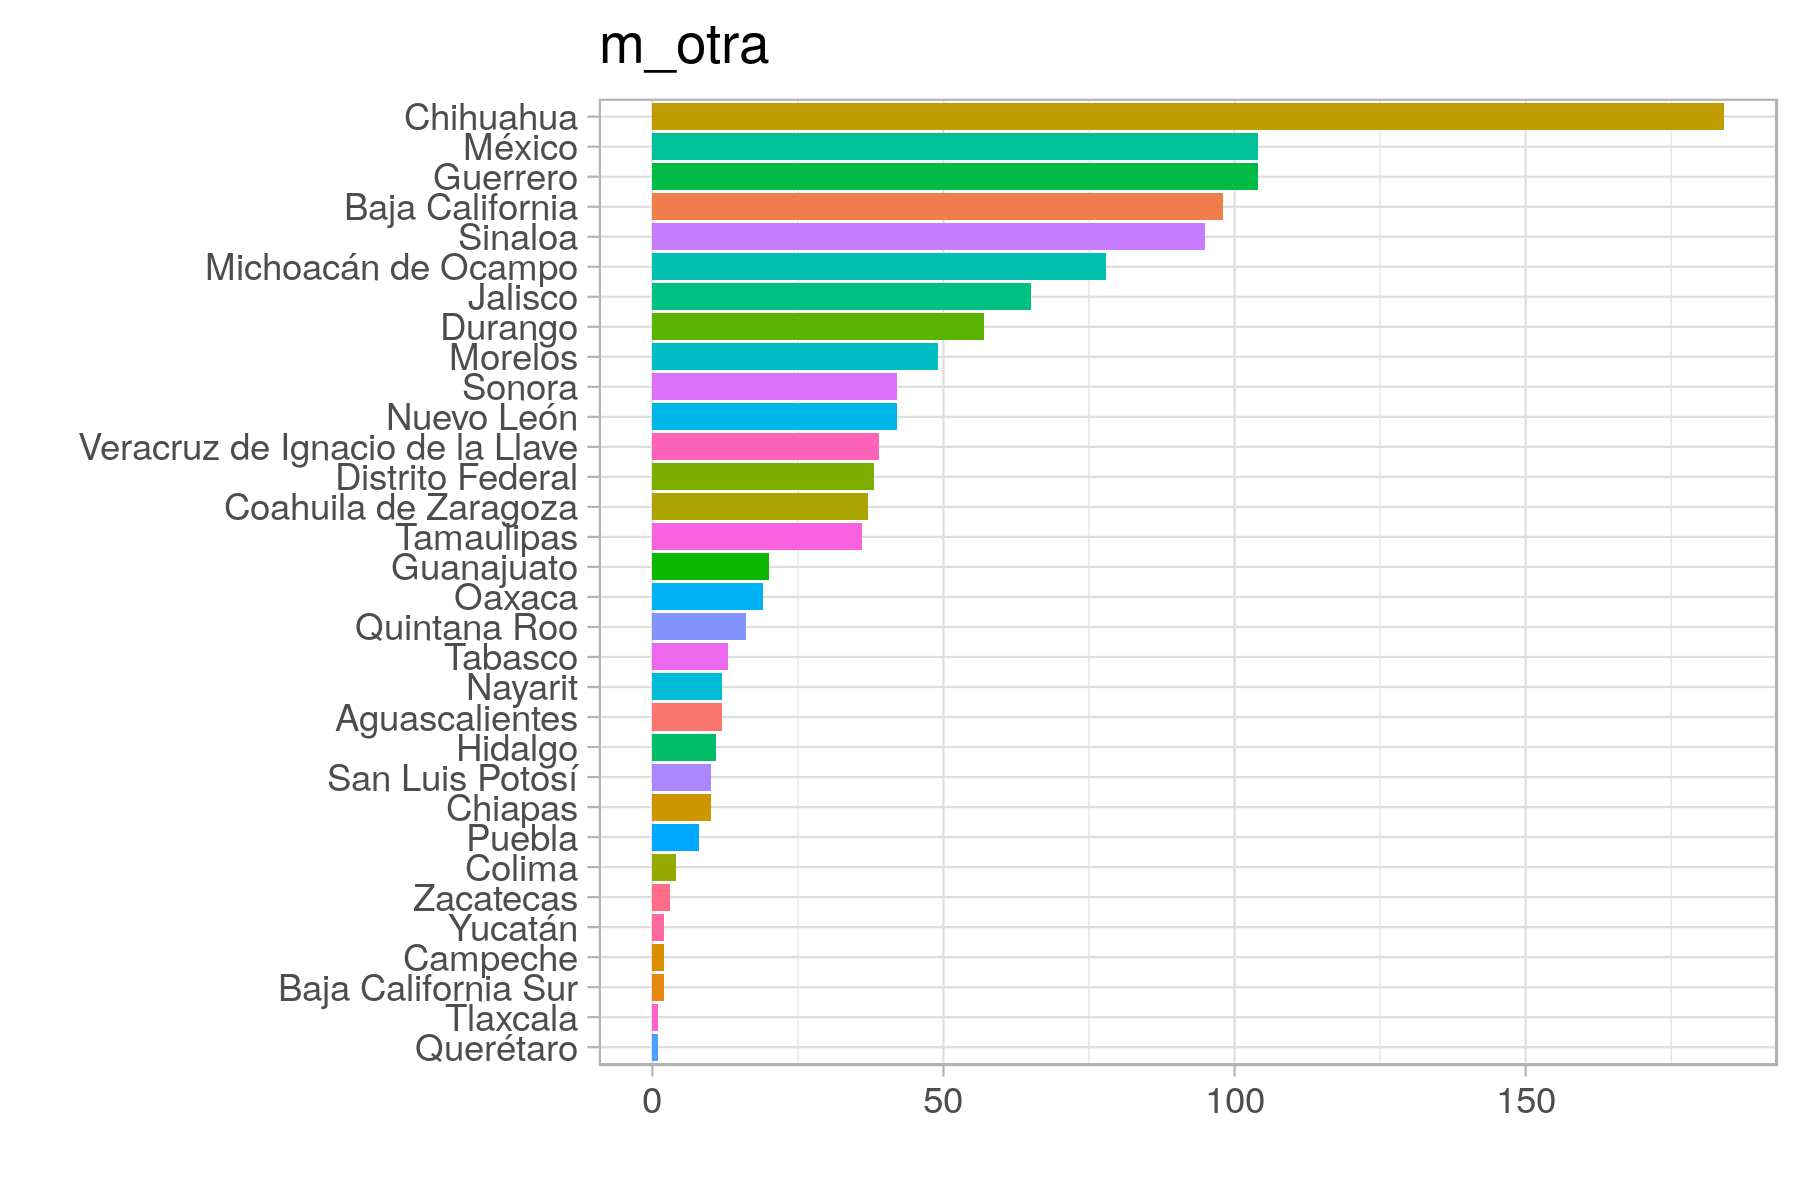 m_otra
Chihuahua
México
Guerrero
Baja California
Sinaloa
Michoacán de Ocampo
Jalisco
Durango
Morelos
Sonora
Nuevo León
Veracruz de Ignacio de la Llave
Distrito Federal
Coahuila de Zaragoza
Tamaulipas
Guanajuato
Oaxaca
Quintana Roo
Tabasco
Nayarit
Aguascalientes
Hidalgo
San Luis Potosí
Chiapas
Puebla
Colima
Zacatecas
Yucatán
Campeche
Baja California Sur
Tlaxcala
Querétaro
0 50 100 150